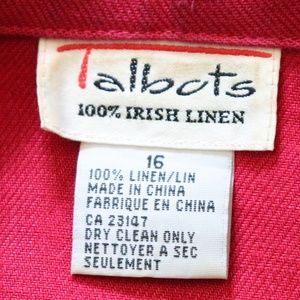 Talbots
100% IRISH LINEN
16
100% LINEN/LIN
MADE IN CHINA
FABRIQUE EN CHINA
CA 23147
DRY CLEAN ONLY
NETTOYER A SEC
SEULEMENT